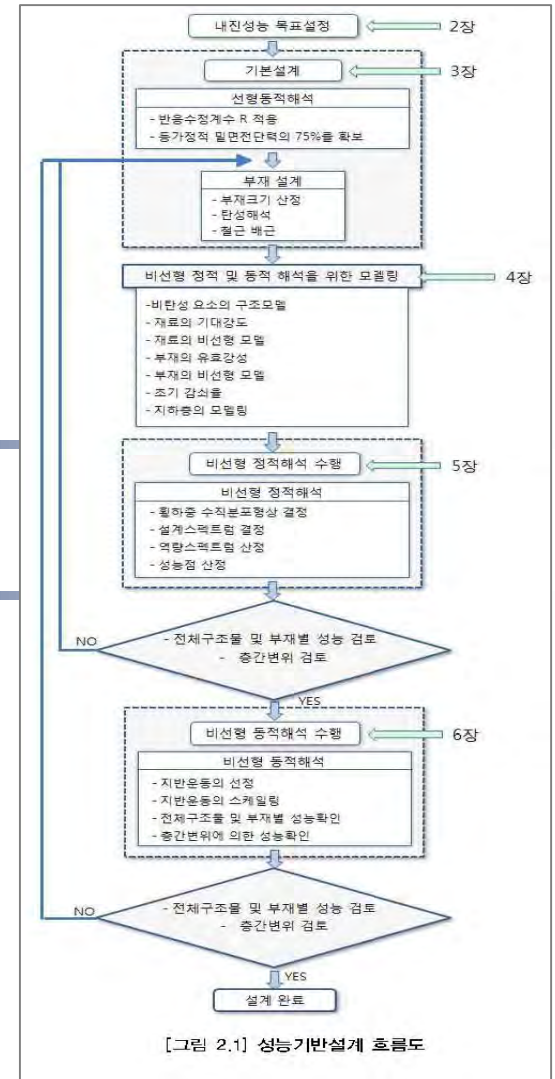 내진성능 목표설정
2장
기본설계
3장
선형동적해석
- 반응수정계수 R 적용
- 등가정적 밑면전단력의 75%를 확보
부재 설계
- 부재크기 산정
- 탄성해석
- 철근 배근
비선형 정적 및 동적 해석을 위한 모델링
4장
-비탄성 요소의 구조모델
- 재료의 기대강도
- 재료의 비선형 모델
- 부재의 유효강성
- 부재의 비선형 모델
- 초기 감쇠율
- 지하층의 모델링
비선형 정적해석 수행
5장
비선형 정적해석
- 횡하중 수직분포형상 결정
- 설계스펙트럼 결정
- 역량스펙트럼 산정
- 성능점 산정
NO
- 전체구조물 및 부재별 성능 검토
- 층간변위 검토
YES
비선형 동적해석 수행
6장
비선형 동적해석
- 지반운동의 선정
- 지반운동의 스케일링
- 전체구조물 및 부재별 성능확인
- 층간변위에 의한 성능확인
NO
- 전체구조물 및 부재별 성능 검토
- 층간변위 검토
YES
설계 완료
[그림 2.1] 성능기반설계 흐름도